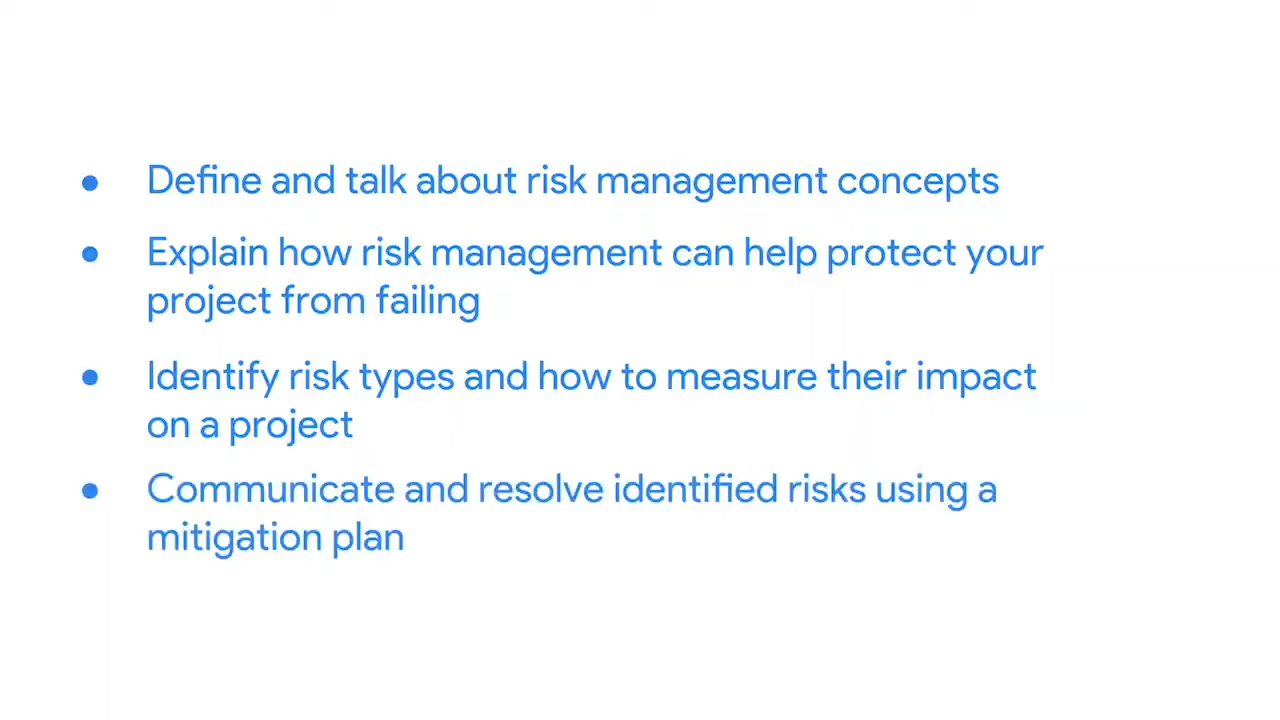 ● Define and talk about risk management concepts
● Explain how risk management can help protect your
project from failing
● Identify risk types and how to measure their impact
on a project
● Communicate and resolve identified risks using a
mitigation plan